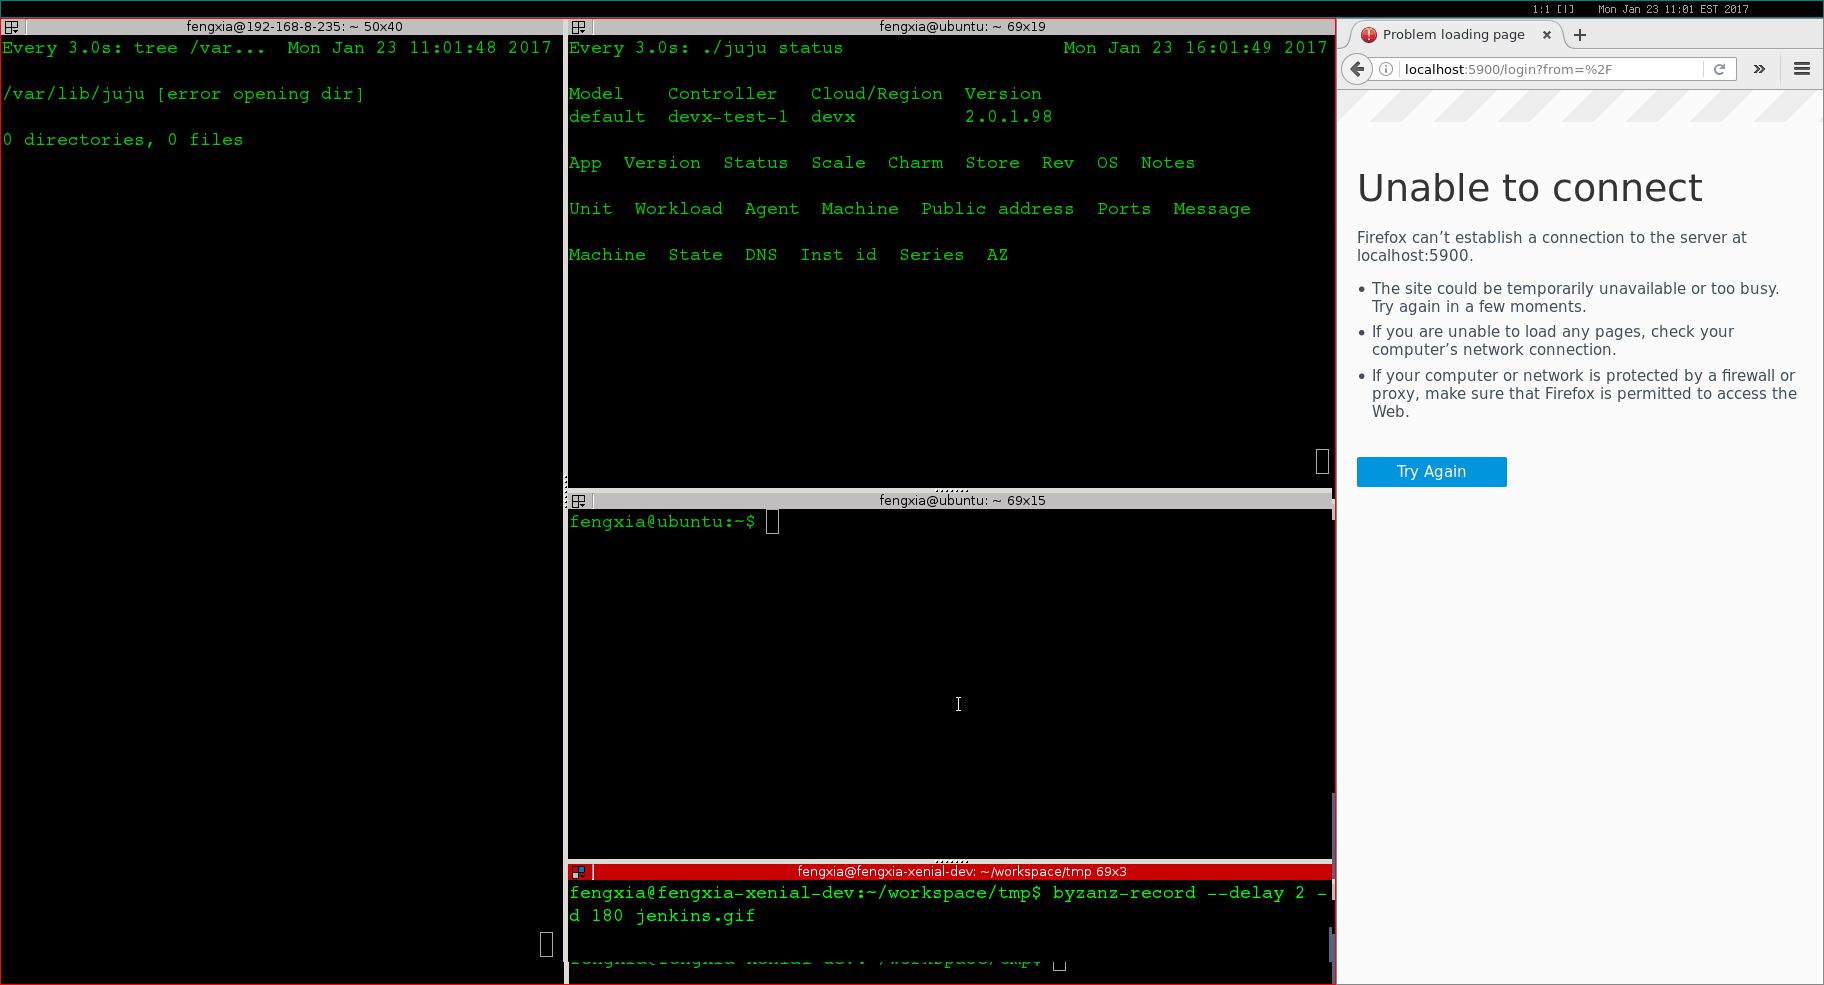 1:1 [|] Mon Jan 23 11:01 EST 2017
fengxia@192-168-8-235: ~ 50x40
Every 3.0s: tree /var... Mon Jan 23 11:01:48 2017
/var/lib/juju [error opening dir]
0 directories, 0 files
fengxia@ubuntu: ~ 69x19
Every 3.0s: ./juju status Mon Jan 23 16:01:49 2017
Model Controller Cloud/Region Version
default devx-test-1 devx 2.0.1.98
App Version Status Scale Charm Store Rev OS Notes
Unit Workload Agent Machine Public address Ports Message
Machine State DNS Inst id Series AZ
fengxia@ubuntu: ~ 69x15
fengxia@ubuntu:~$
fengxia@fengxia-xenial-dev: ~/workspace/tmp 69x3
fengxia@fengxia-xenial-dev:~/workspace/tmp$ byzanz-record --delay 2 -
d 180 jenkins.gif
fengxia@fengxia-xenial-dev:~/workspace/tmp$
Problem loading page
localhost:5900/login?from=%2F
Unable to connect
Firefox can’t establish a connection to the server at
localhost:5900.
• The site could be temporarily unavailable or too busy.
Try again in a few moments.
• If you are unable to load any pages, check your
computer’s network connection.
• If your computer or network is protected by a firewall or
proxy, make sure that Firefox is permitted to access the
Web.
Try Again